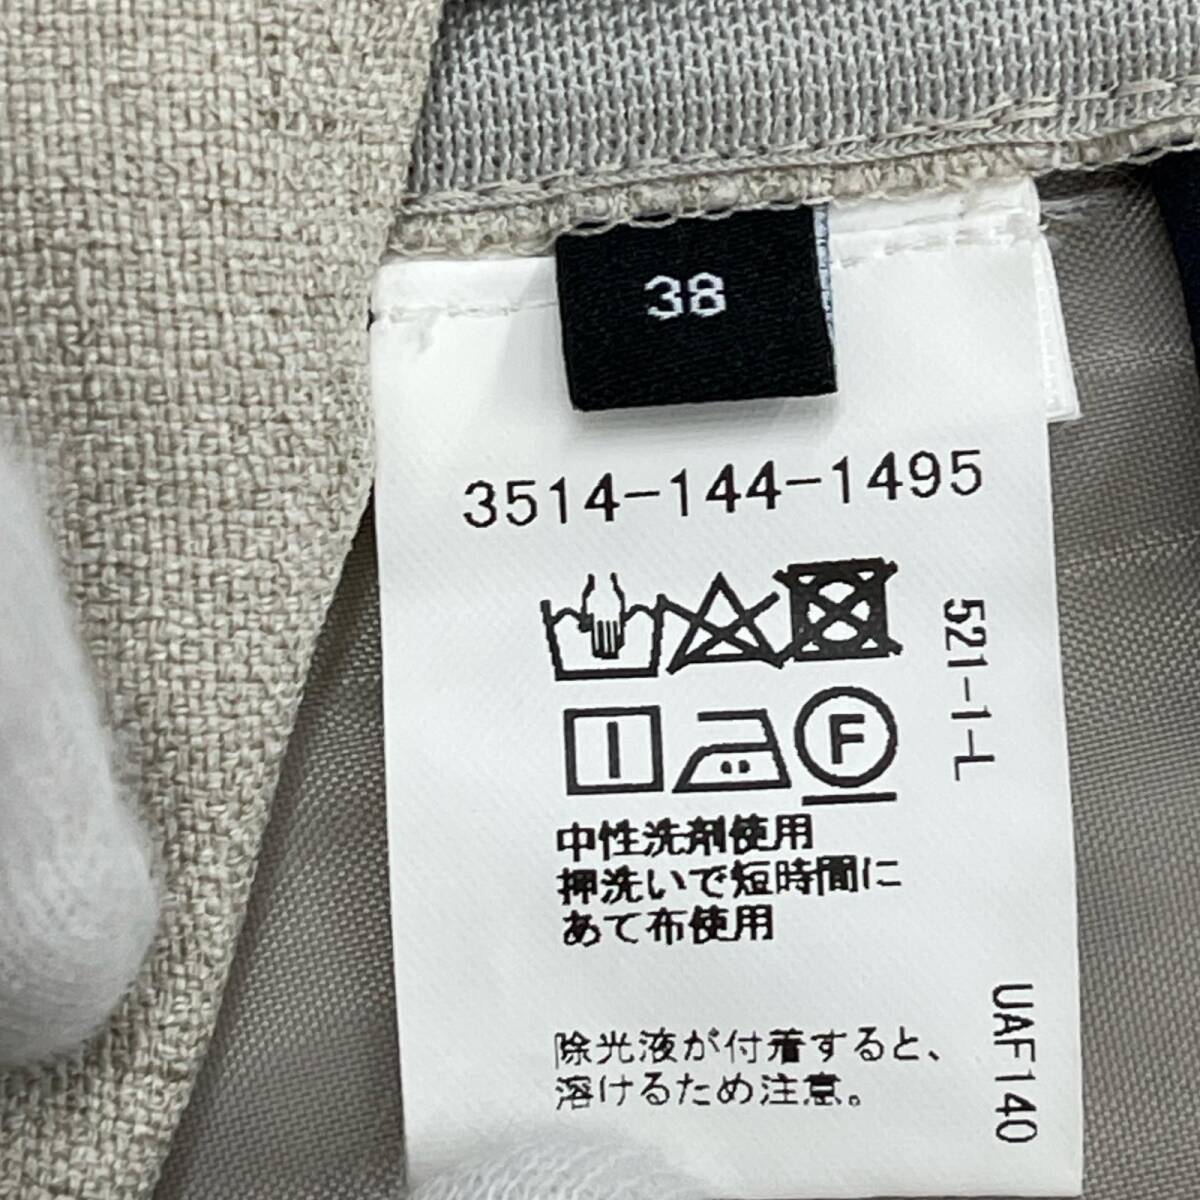 38
3514-144-1495
521-1-L
F
中性洗剤使用
押洗いで短時間に
あて布使用
除光液が付着すると、
溶けるため注意。
UAF140